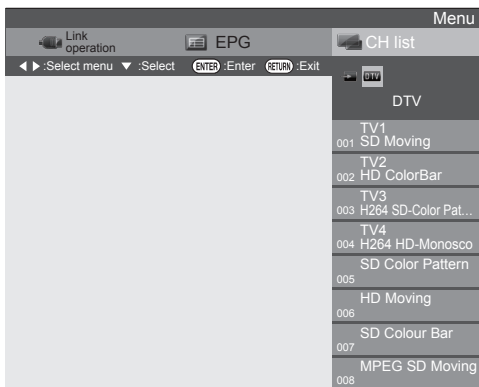 Menu
Link operation
EPG
CH list
◀ ▶ :Select menu ▼ :Select ENTER :Enter RETURN :Exit
DTV
DTV
TV1
001 SD Moving
TV2
002 HD ColorBar
TV3
003 H264 SD-Color Pat...
TV4
004 H264 HD-Monosco
SD Color Pattern
005
HD Moving
006
SD Colour Bar
007
MPEG SD Moving
008